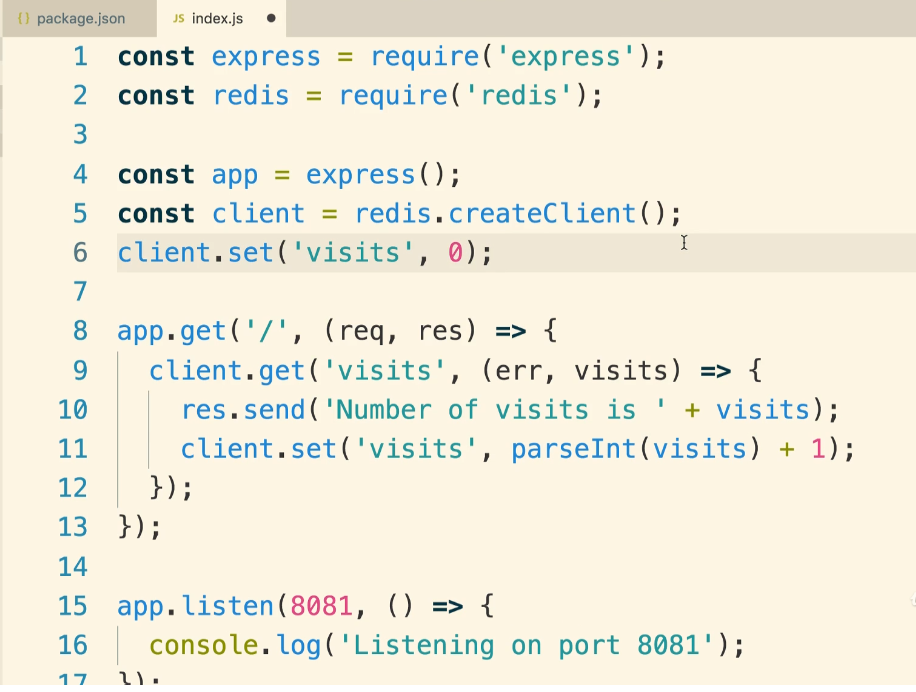 {} package.json JS index.js
1 const express = require('express');
2 const redis = require('redis');
3
4 const app = express();
5 const client = redis.createClient();
6 client.set('visits', 0);
7
8 app.get('/', (req, res) => {
9 client.get('visits', (err, visits) => {
10 res.send('Number of visits is ' + visits);
11 client.set('visits', parseInt(visits) + 1);
12 });
13 });
14
15 app.listen(8081, () => {
16 console.log('Listening on port 8081');
17 });